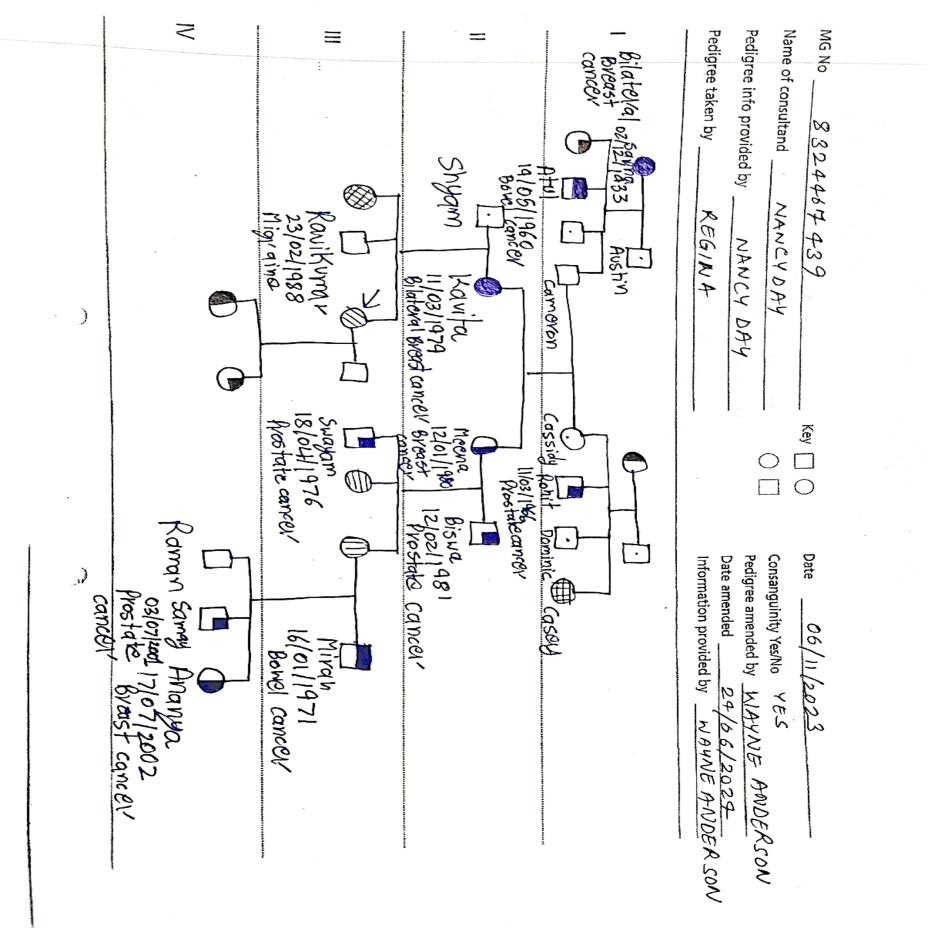 MG No 8324467439
Name of consultand NANCY DAY
Pedigree info provided by NANCY DAY
Pedigree taken by REGINA
Key
Date 06/11/2023
Consanguinity Yes/No YES
Pedigree amended by WAYNE ANDERSON
Date amended 24/06/2024
Information provided by WAYNE ANDERSON
I
Bilateral
Breast
cancer
02/12/1933
Austin
Atul
19/05/1960
Bowel cancer
Cameron
Cassidy
Rohit
11/03/1966
Prostate cancer
Dominic
Casey
II
Shyam
Kavita
11/03/1979
Bilateral Breast cancer
Meena
12/01/1980
Breast
cancer
Biswa
12/02/1981
Prostate cancer
III
Ravikumar
23/02/1988
Migraine
Swayam
18/04/1976
Prostate cancer
Mirah
16/01/1971
Bowel cancer
IV
Raman
Samay
Prostate
cancer
Ananya
17/07/2002
Breast cancer